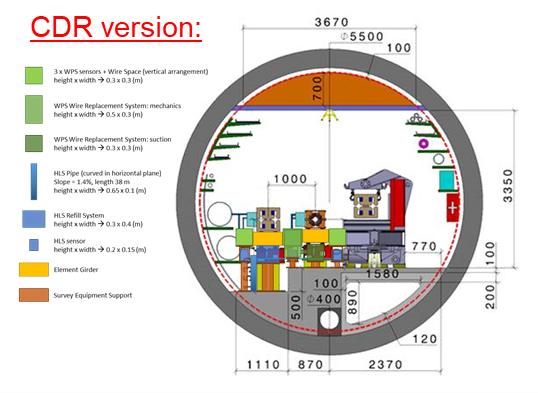 CDR version:
3 x WPS sensors + Wire Space (vertical arrangement)
height x width → 0.3 x 0.3 (m)
WPS Wire Replacement System: mechanics
height x width → 0.5 x 0.3 (m)
WPS Wire Replacement System: suction
height x width → 0.3 x 0.3 (m)
HLS Pipe (curved in horizontal plane)
Slope = 1.4%, length 38 m
height x width → 0.65 x 0.1 (m)
HLS Refill System
height x width → 0.3 x 0.4 (m)
HLS sensor
height x width → 0.2 x 0.15 (m)
Element Girder
Survey Equipment Support
3670
Φ5500
100
700
1000
3350
770
100
1580
200
100
Φ400
500
890
120
1110
870
2370